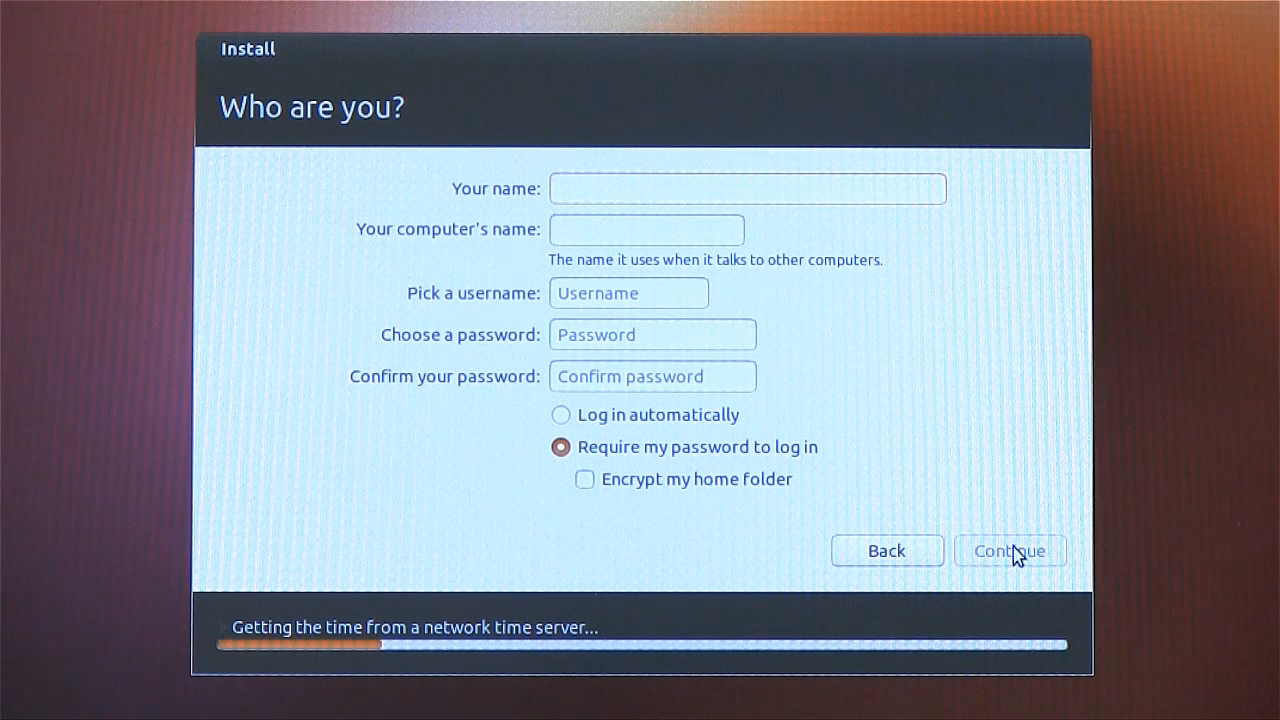 Install
Who are you?
Your name:
Your computer's name:
The name it uses when it talks to other computers.
Pick a username: Username
Choose a password: Password
Confirm your password: Confirm password
Log in automatically
Require my password to log in
Encrypt my home folder
Back Continue
Getting the time from a network time server...